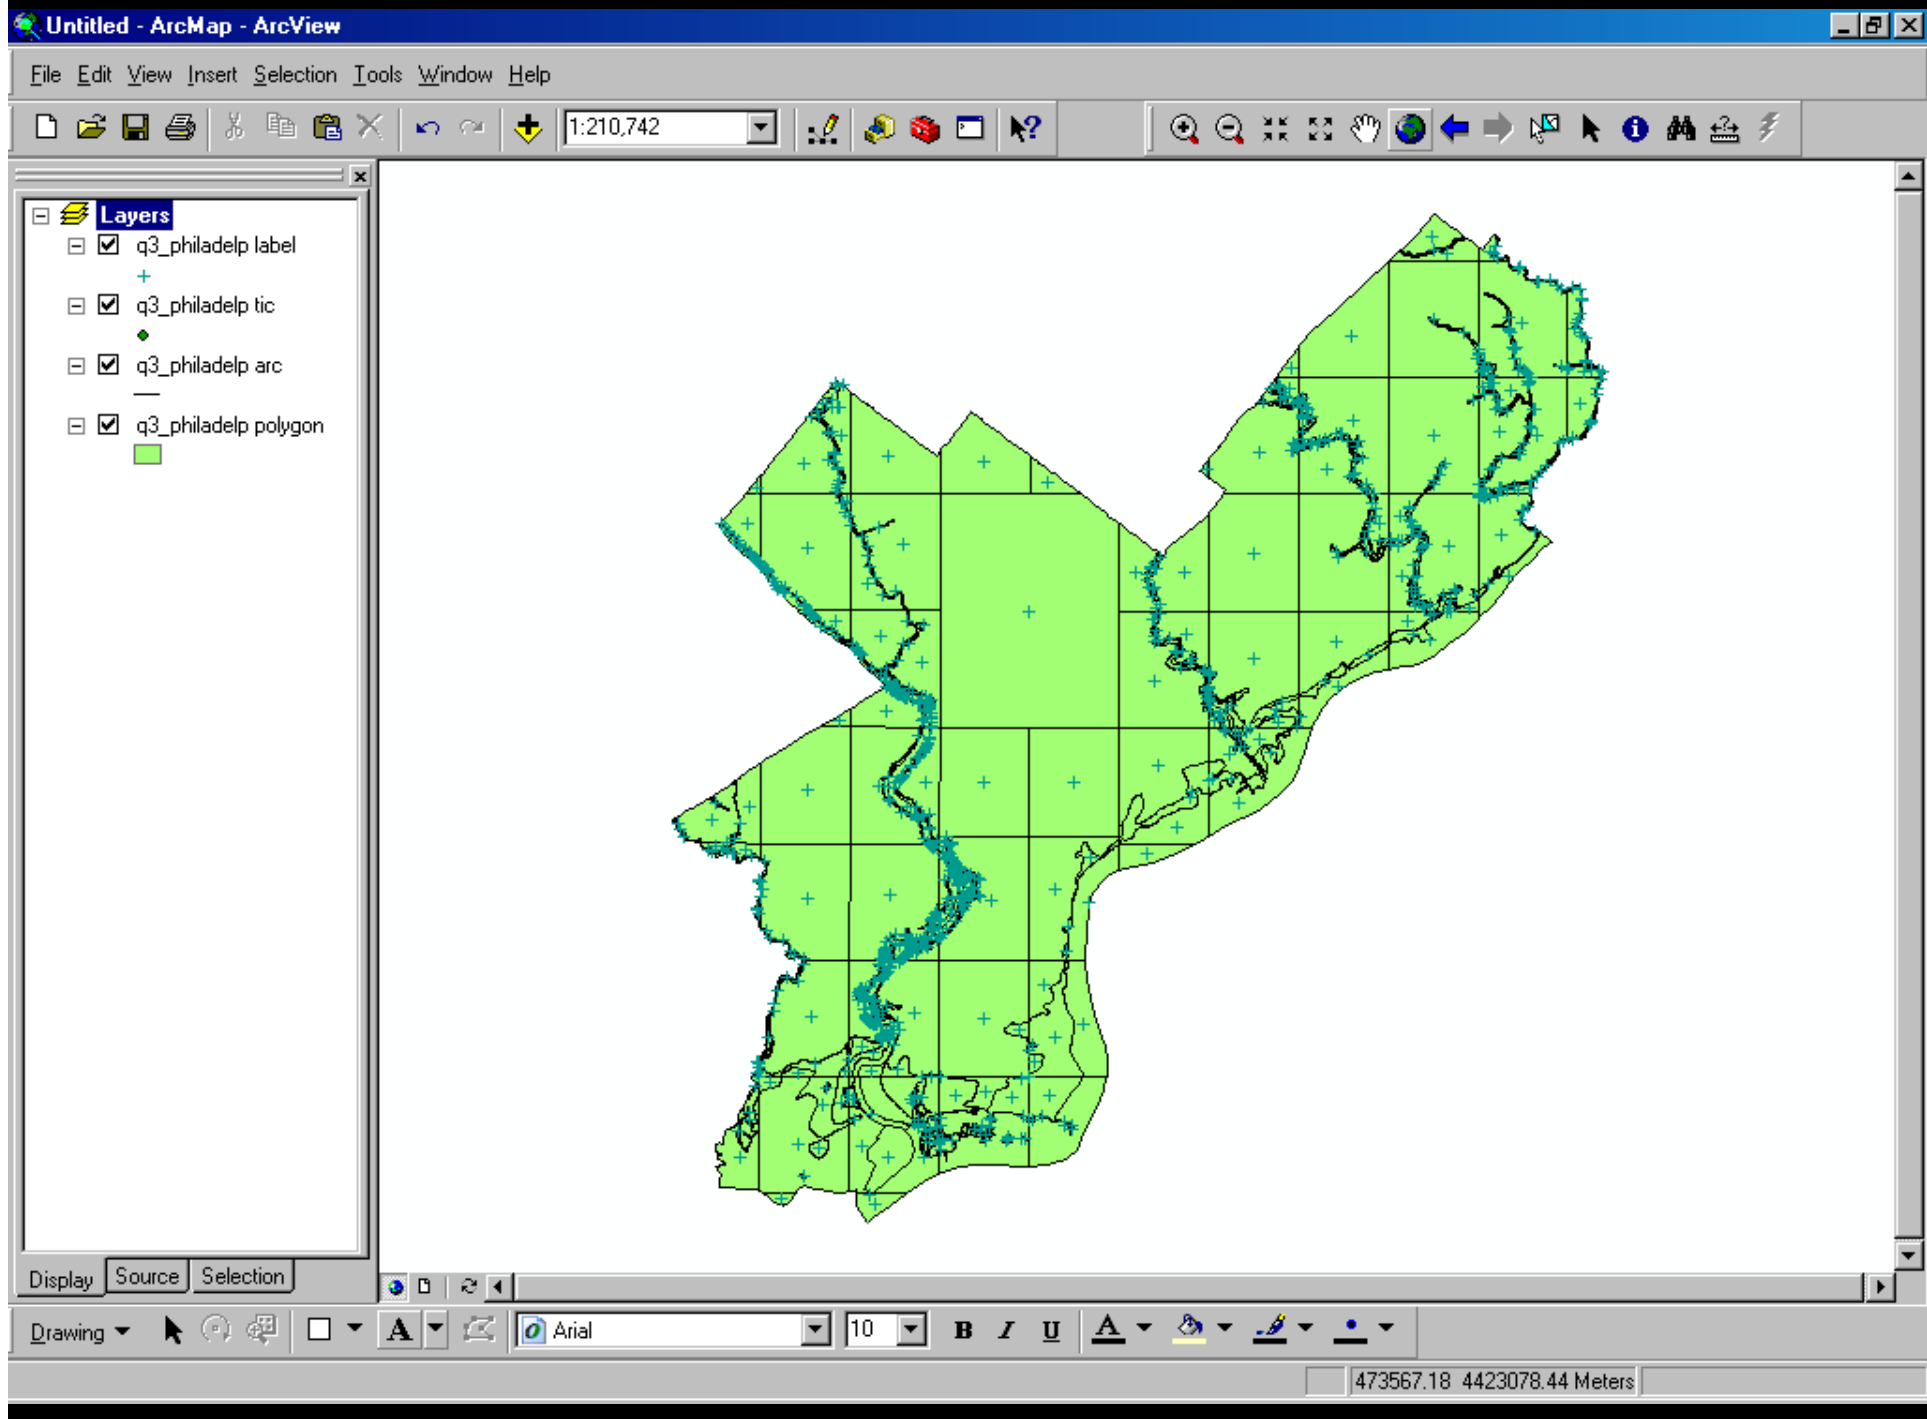 Untitled - ArcMap - ArcView
File Edit View Insert Selection Tools Window Help
1:210,742
Layers
q3_philadelp label
q3_philadelp tic
q3_philadelp arc
q3_philadelp polygon
Display Source Selection
Drawing A Arial 10 B I U A
473567.18 4423078.44 Meters